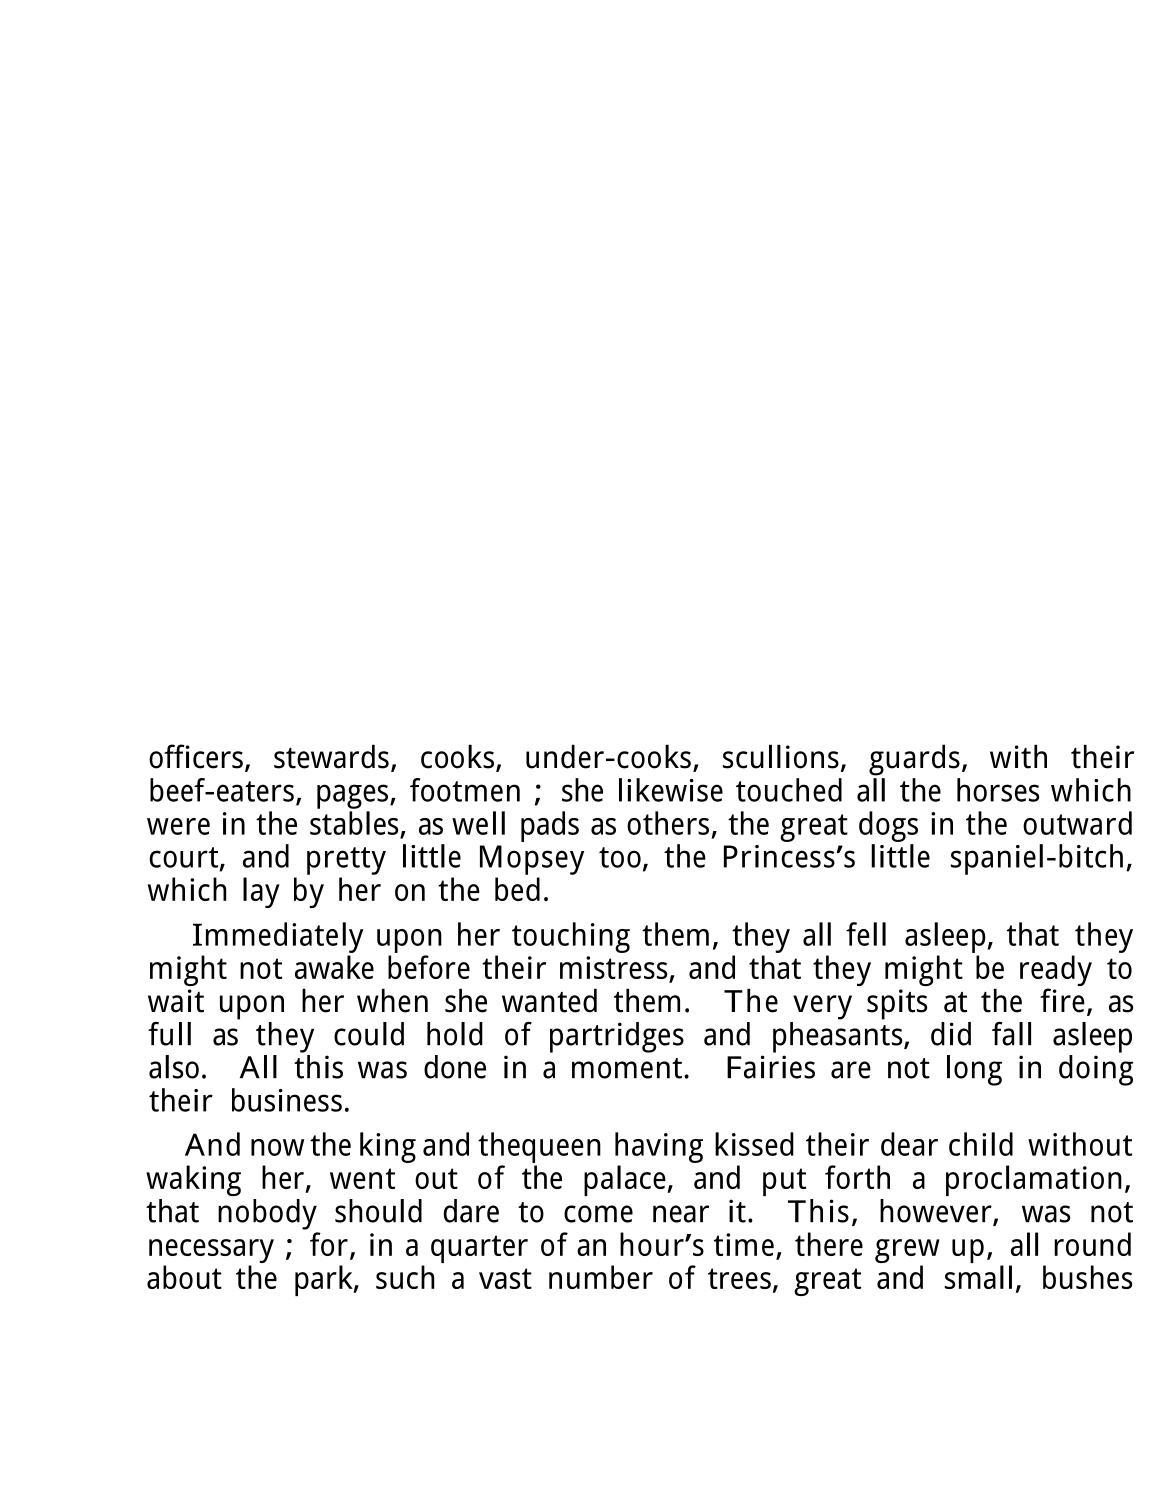 officers, stewards, cooks, under-cooks, scullions, guards, with their
beef-eaters, pages, footmen ; she likewise touched all the horses which
were in the stables, as well pads as others, the great dogs in the outward
court, and pretty little Mopsey too, the Princess’s little spaniel-bitch,
which lay by her on the bed.
Immediately upon her touching them, they all fell asleep, that they
might not awake before their mistress, and that they might be ready to
wait upon her when she wanted them. The very spits at the fire, as
full as they could hold of partridges and pheasants, did fall asleep
also. All this was done in a moment. Fairies are not long in doing
their business.
And now the king and thequeen having kissed their dear child without
waking her, went out of the palace, and put forth a proclamation,
that nobody should dare to come near it. This, however, was not
necessary ; for, in a quarter of an hour’s time, there grew up, all round
about the park, such a vast number of trees, great and small, bushes